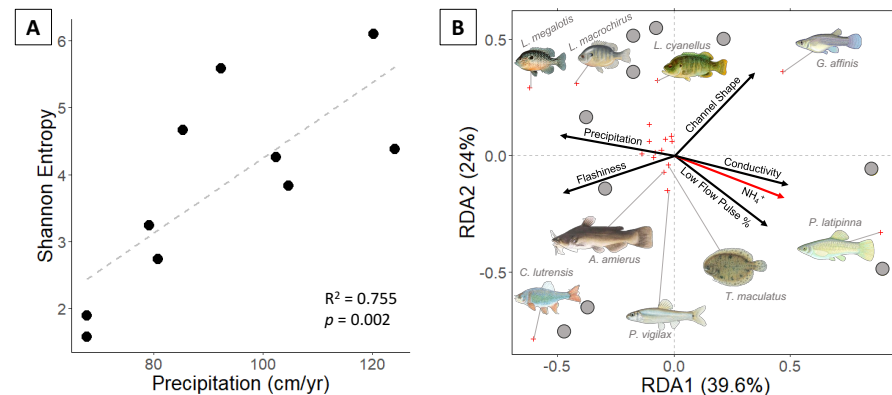 A
6
5
4
3
2
Shannon Entropy
80
100
120
Precipitation (cm/yr)
R² = 0.755
p = 0.002
B
0.5
0.0
-0.5
RDA2 (24%)
-0.5
0.0
0.5
RDA1 (39.6%)
L. megalotis
L. macrochirus
L. cyanellus
G. affinis
Channel Shape
Precipitation
Flashiness
Conductivity
NH₄⁺
Low Flow Pulse %
A. amierus
P. latipinna
C. lutrensis
T. maculatus
P. vigilax